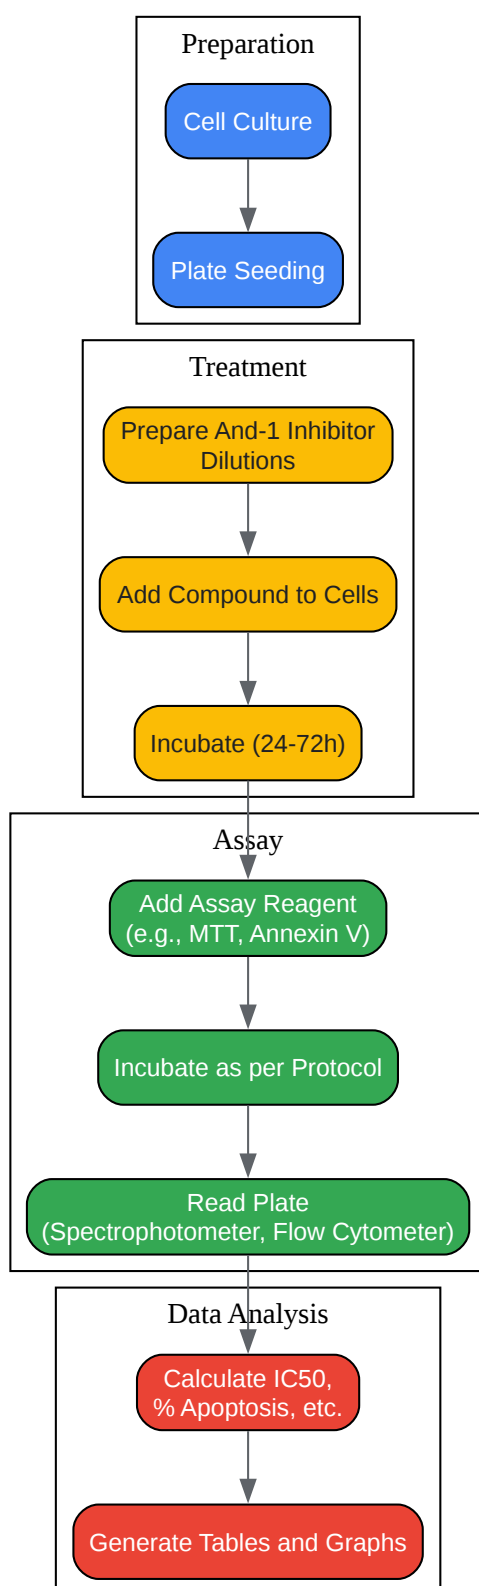 Preparation
Cell Culture
Plate Seeding
Treatment
Prepare And-1 Inhibitor
Dilutions
Add Compound to Cells
Incubate (24-72h)
Assay
Add Assay Reagent
(e.g., MTT, Annexin V)
Incubate as per Protocol
Read Plate
(Spectrophotometer, Flow Cytometer)
Data Analysis
Calculate IC50,
% Apoptosis, etc.
Generate Tables and Graphs